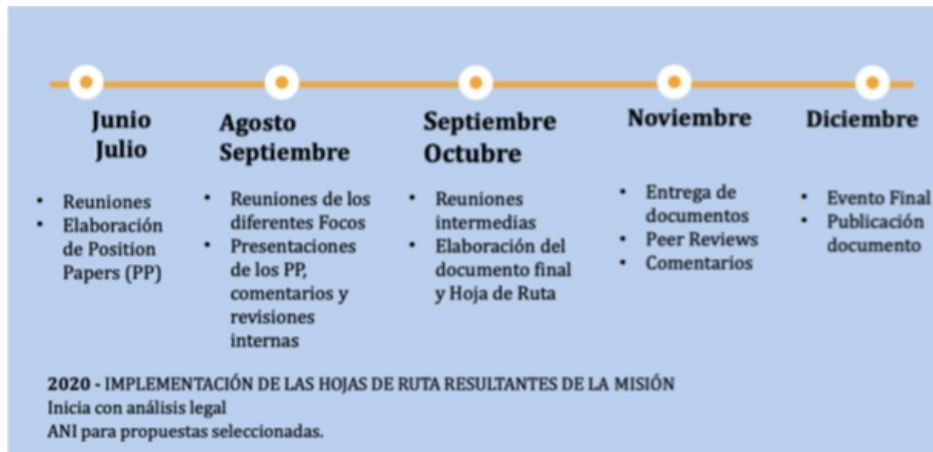 Junio
Julio
• Reuniones
• Elaboración
de Position
Papers (PP)
Agosto
Septiembre
• Reuniones de los
diferentes Focos
• Presentaciones
de los PP,
comentarios y
revisiones
internas
Septiembre
Octubre
• Reuniones
intermedias
• Elaboración del
documento final
y Hoja de Ruta
Noviembre
• Entrega de
documentos
• Peer Reviews
• Comentarios
Diciembre
• Evento Final
• Publicación
documento
2020 - IMPLEMENTACIÓN DE LAS HOJAS DE RUTA RESULTANTES DE LA MISIÓN
Inicia con análisis legal
ANI para propuestas seleccionadas.